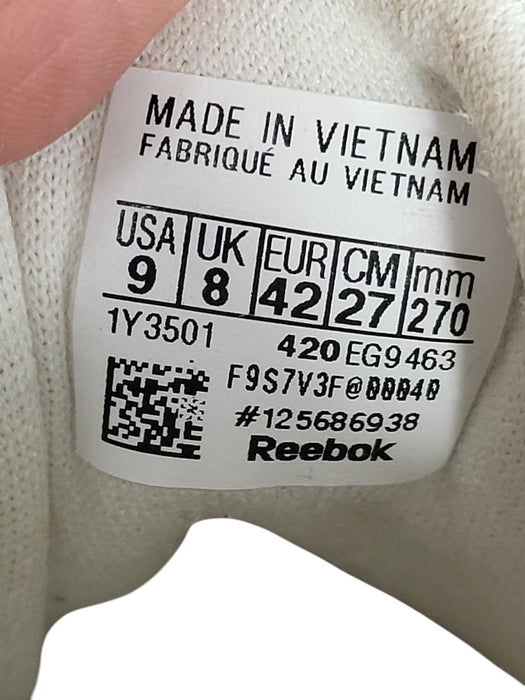 MADE IN VIETNAM
FABRIQUÉ AU VIETNAM
USA UK EUR CM mm
9 8 42 27 270
1Y3501 420 EG9463
F9S7V3F@00040
#125686938
Reebok